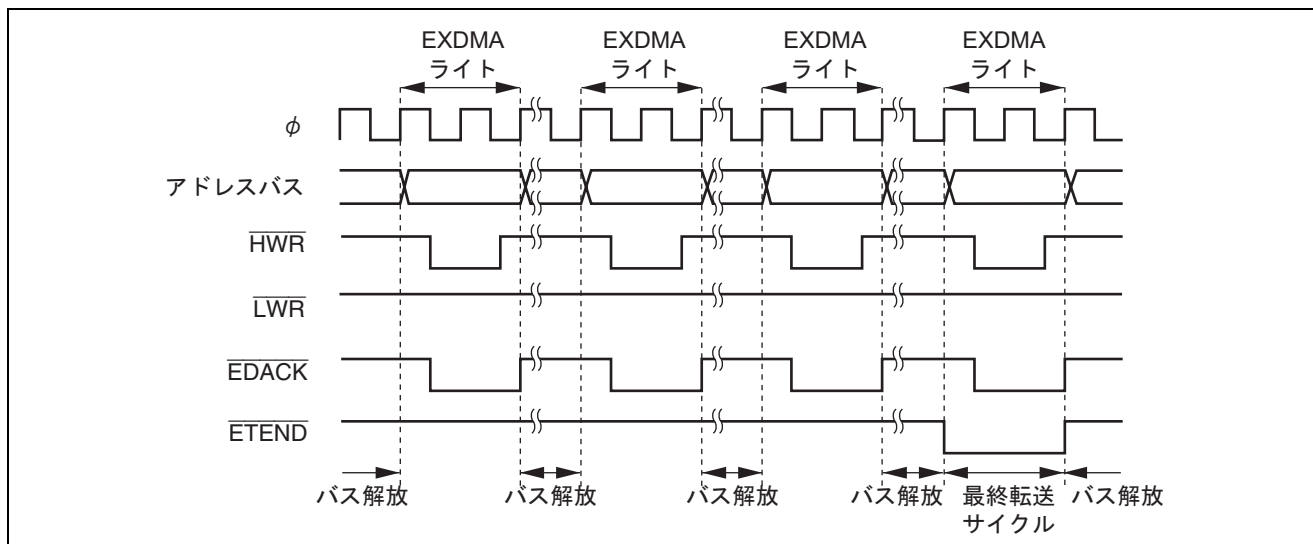 EXDMA
ライト
EXDMA
ライト
EXDMA
ライト
EXDMA
ライト
φ
アドレスバス
HWR
LWR
EDACK
ETEND
バス解放
バス解放
バス解放
バス解放
最終転送
サイクル
バス解放